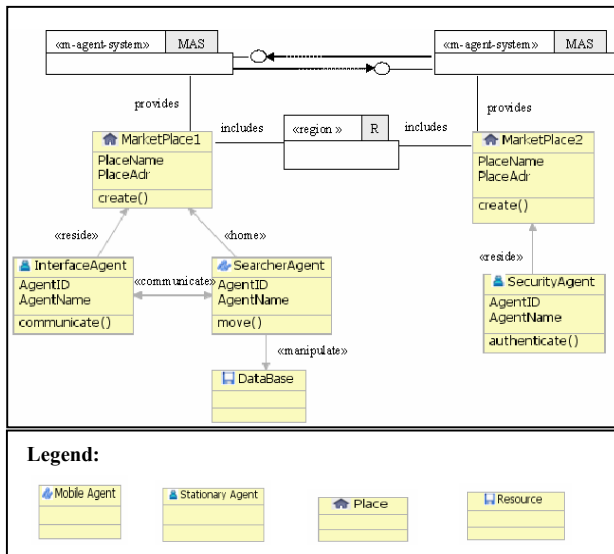 «m-agent-system» MAS
«m-agent-system» MAS
provides
provides
MarketPlace1
PlaceName
PlaceAdr
create()
includes
«region » R
includes
MarketPlace2
PlaceName
PlaceAdr
create()
«reside»
«home»
«reside»
InterfaceAgent
AgentID
AgentName
communicate()
«communicate»
SearcherAgent
AgentID
AgentName
move()
SecurityAgent
AgentID
AgentName
authenticate()
«manipulate»
DataBase
Legend:
Mobile Agent
Stationary Agent
Place
Resource